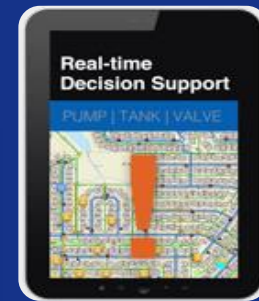 Real-time
Decision Support
PUMP | TANK | VALVE
!